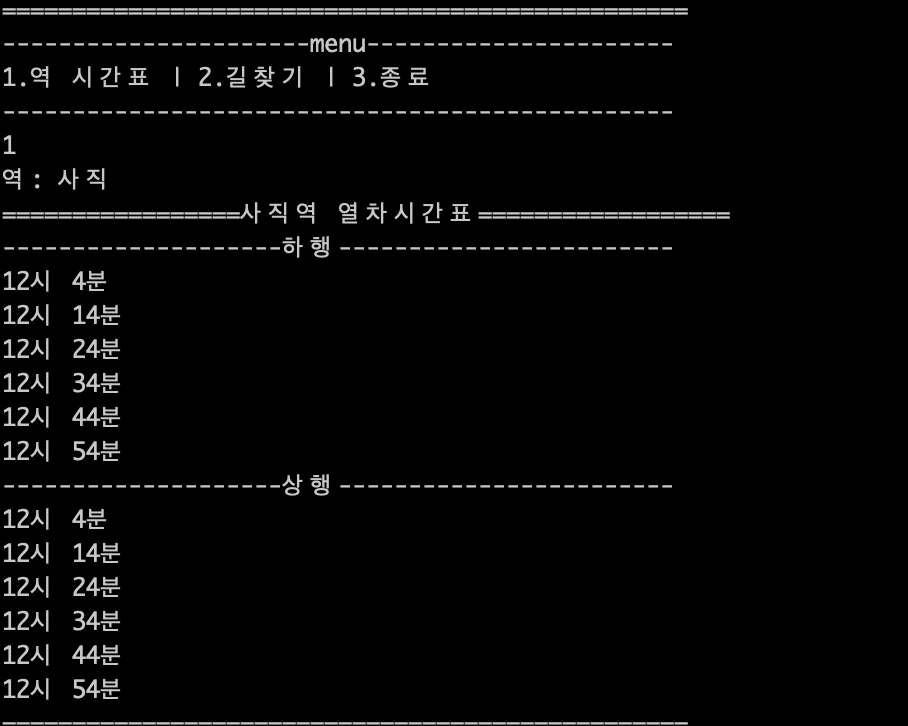 =================================================
----------------------menu----------------------
1.역 시간표 | 2.길찾기 | 3.종료
------------------------------------------------
1
역: 사직
=================사직역 열차시간표==================
--------------------하행------------------------
12시 4분
12시 14분
12시 24분
12시 34분
12시 44분
12시 54분
--------------------상행------------------------
12시 4분
12시 14분
12시 24분
12시 34분
12시 44분
12시 54분
=================================================